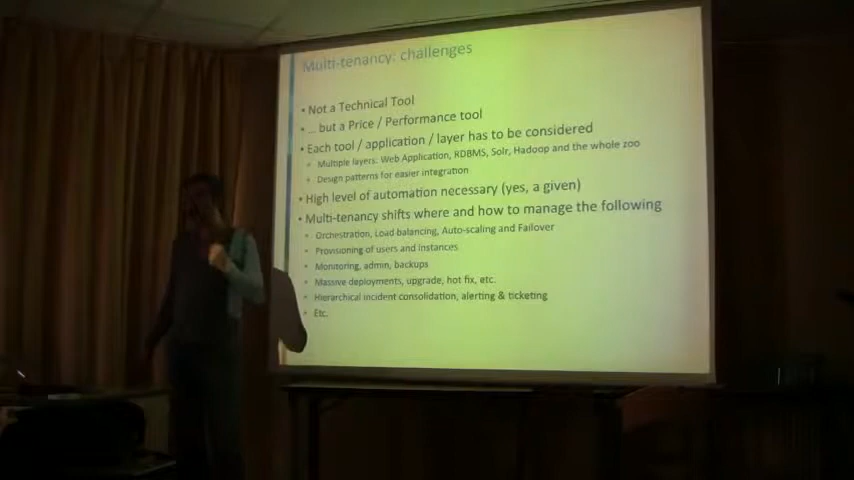 Multi-tenancy: challenges
• Not a Technical Tool
• ... but a Price / Performance tool
• Each tool / application / layer has to be considered
• Multiple layers: Web Application, RDBMS, Solr, Hadoop and the whole zoo
• Design patterns for easier integration
• High level of automation necessary (yes, a given)
• Multi-tenancy shifts where and how to manage the following
• Orchestration, Load balancing, Auto-scaling and Failover
• Provisioning of users and instances
• Monitoring, admin, backups
• Massive deployments, upgrade, hot fix, etc.
• Hierarchical incident consolidation, alerting & ticketing
• Etc.